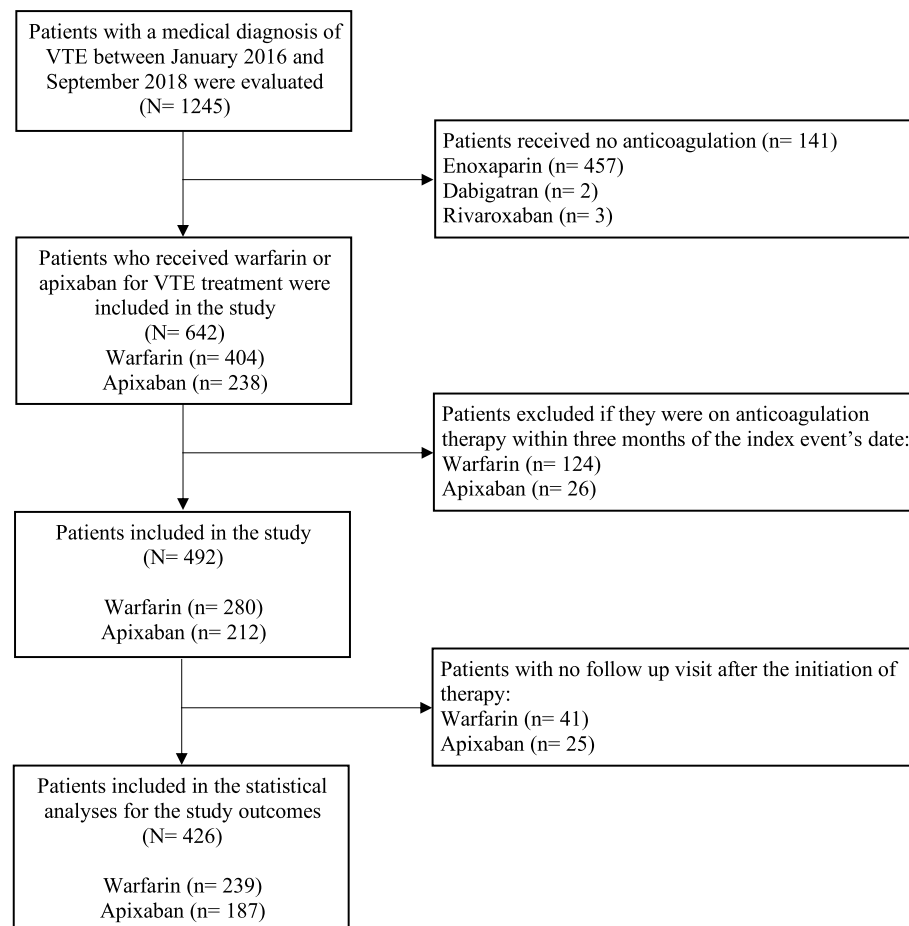 Patients with a medical diagnosis of
VTE between January 2016 and
September 2018 were evaluated
(N= 1245)
Patients received no anticoagulation (n= 141)
Enoxaparin (n= 457)
Dabigatran (n= 2)
Rivaroxaban (n= 3)
Patients who received warfarin or
apixaban for VTE treatment were
included in the study
(N= 642)
Warfarin (n= 404)
Apixaban (n= 238)
Patients excluded if they were on anticoagulation
therapy within three months of the index event's date:
Warfarin (n= 124)
Apixaban (n= 26)
Patients included in the study
(N= 492)
Warfarin (n= 280)
Apixaban (n= 212)
Patients with no follow up visit after the initiation of
therapy:
Warfarin (n= 41)
Apixaban (n= 25)
Patients included in the statistical
analyses for the study outcomes
(N= 426)
Warfarin (n= 239)
Apixaban (n= 187)